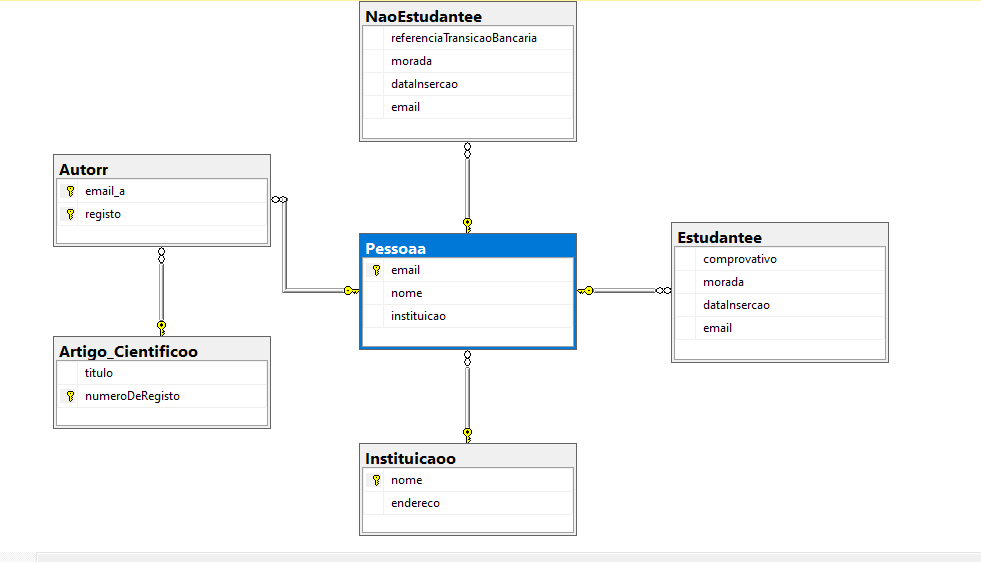 NaoEstudantee
referenciaTransicaoBancaria
morada
dataInsercao
email
Autorr
email_a
registo
Pessoaa
email
nome
instituicao
Estudantee
comprovativo
morada
dataInsercao
email
Artigo_Cientificoo
titulo
numeroDeRegisto
Instituicaoo
nome
endereco